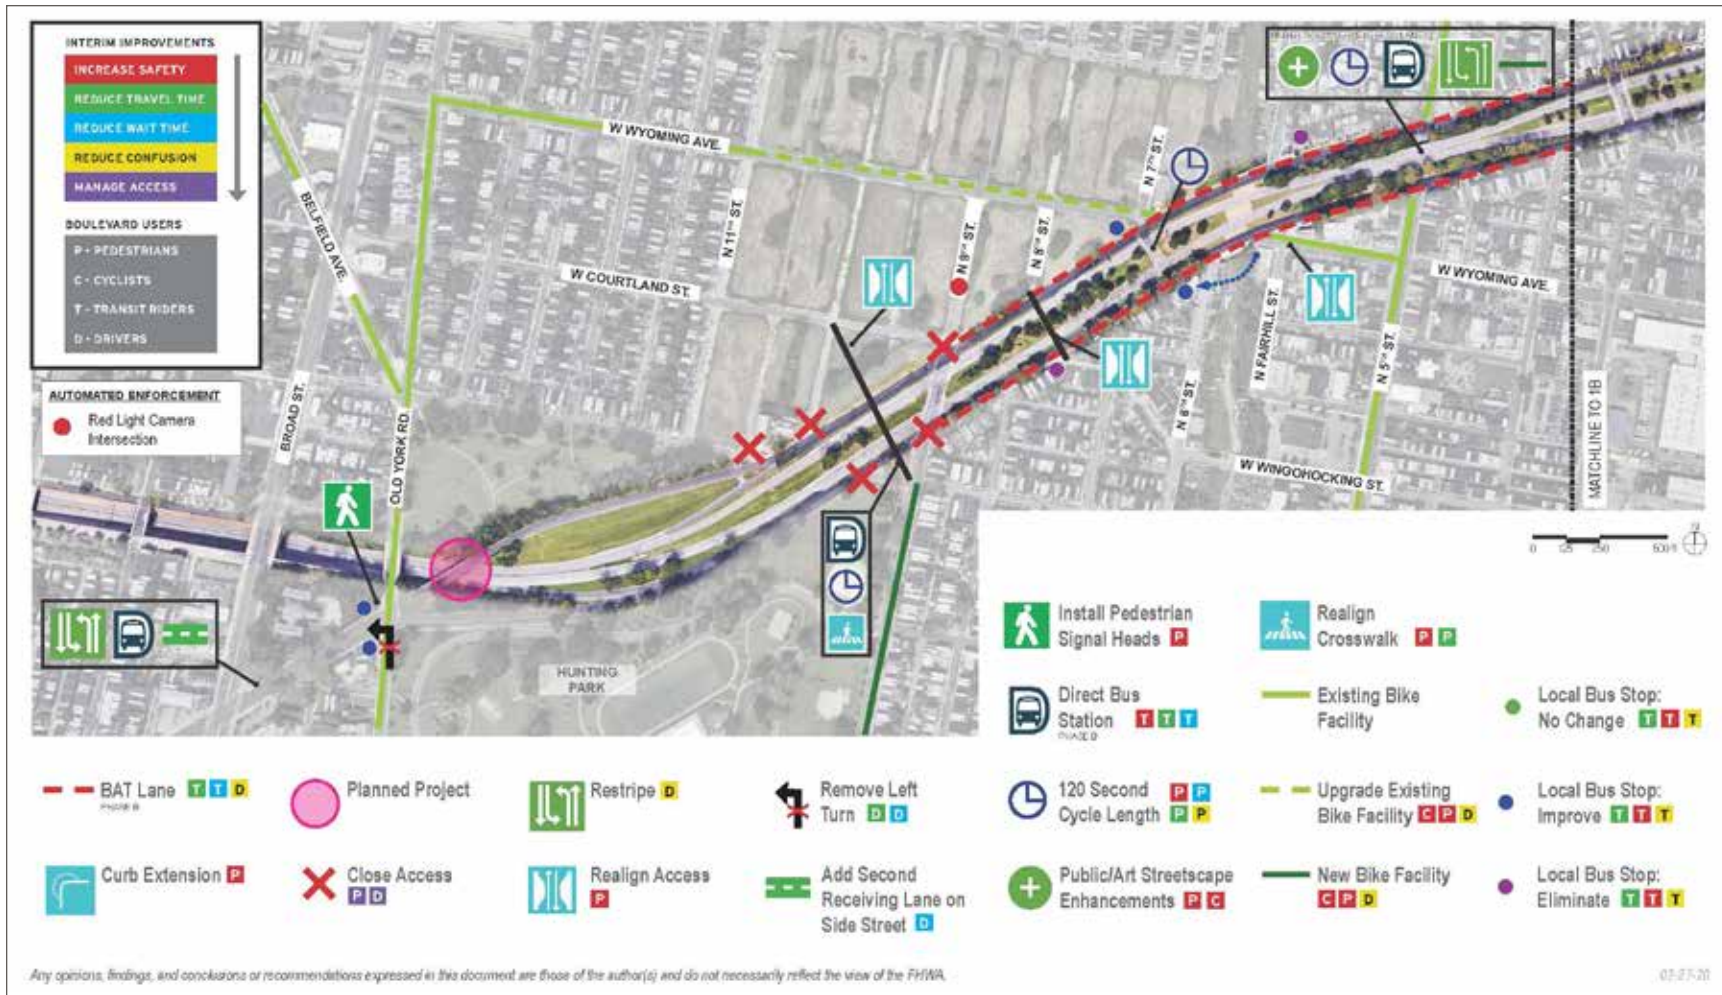 INTERIM IMPROVEMENTS
INCREASE SAFETY
REDUCE TRAVEL TIME
REDUCE WAIT TIME
REDUCE CONFUSION
MANAGE ACCESS
BOULEVARD USERS
P - PEDESTRIANS
C - CYCLISTS
T - TRANSIT RIDERS
D - DRIVERS
AUTOMATED ENFORCEMENT
Red Light Camera
Intersection
BELFIELD AVE.
BROAD ST.
OLD YORK RD
W WYOMING AVE.
W COURTLAND ST.
N 11TH ST.
N 9TH ST.
N 8TH ST.
N 7TH ST.
N 6TH ST.
N FAIRHILL ST.
N 5TH ST.
W WYOMING AVE.
W WINGOHOCKING ST.
MATCHLINE TO 1B
HUNTING
PARK
0 125 250 500 ft
N
Install Pedestrian
Signal Heads P
Realign
Crosswalk P P
Direct Bus
Station T T T
PHASE B
Existing Bike
Facility
Local Bus Stop:
No Change T T T
BAT Lane T T D
PHASE B
Planned Project
Restripe D
Remove Left
Turn D D
120 Second P P
Cycle Length P P
Upgrade Existing
Bike Facility C P D
Local Bus Stop:
Improve T T T
Curb Extension P
Close Access
P D
Realign Access
P
Add Second
Receiving Lane on
Side Street D
Public/Art Streetscape
Enhancements P C
New Bike Facility
C P D
Local Bus Stop:
Eliminate T T T
Any opinions, findings, and conclusions or recommendations expressed in this document are those of the author(s) and do not necessarily reflect the view of the FHWA.